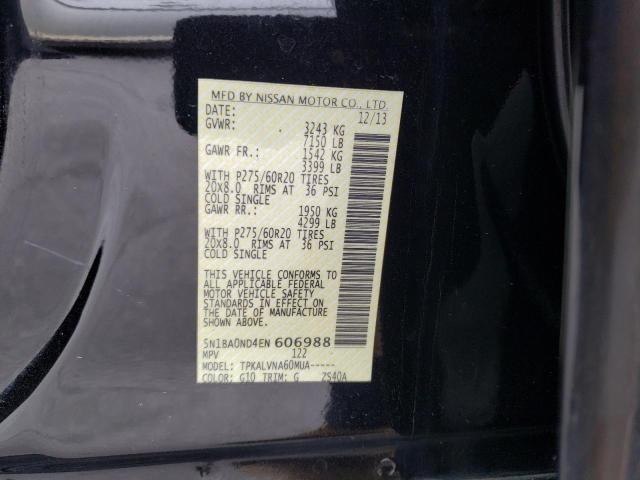 MFD BY NISSAN MOTOR CO., LTD.
DATE: 12/13
GVWR: 3243 KG
7150 LB
GAWR FR.: 1542 KG
3399 LB
WITH P275/60R20 TIRES
20X8.0 RIMS AT 36 PSI
COLD SINGLE
GAWR RR.: 1950 KG
4299 LB
WITH P275/60R20 TIRES
20X8.0 RIMS AT 36 PSI
COLD SINGLE
THIS VEHICLE CONFORMS TO
ALL APPLICABLE FEDERAL
MOTOR VEHICLE SAFETY
STANDARDS IN EFFECT ON
THE DATE OF MANUFACTURE
SHOWN ABOVE.
5N1BA0ND4EN 606988
MPV 122
MODEL: TPKALVNA60MUA-----
COLOR: G10 TRIM: G ZS40A